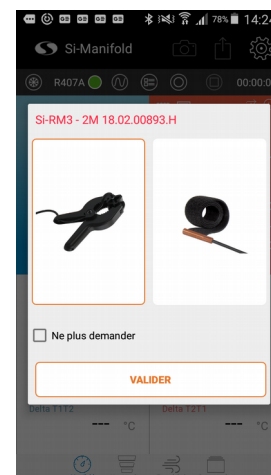 78% 14:24
Si-Manifold
R407A 00:00:0
Si-RM3 - 2M 18.02.00893.H
Ne plus demander
VALIDER
Delta T1T2 Delta T2T1
--- °C --- °C